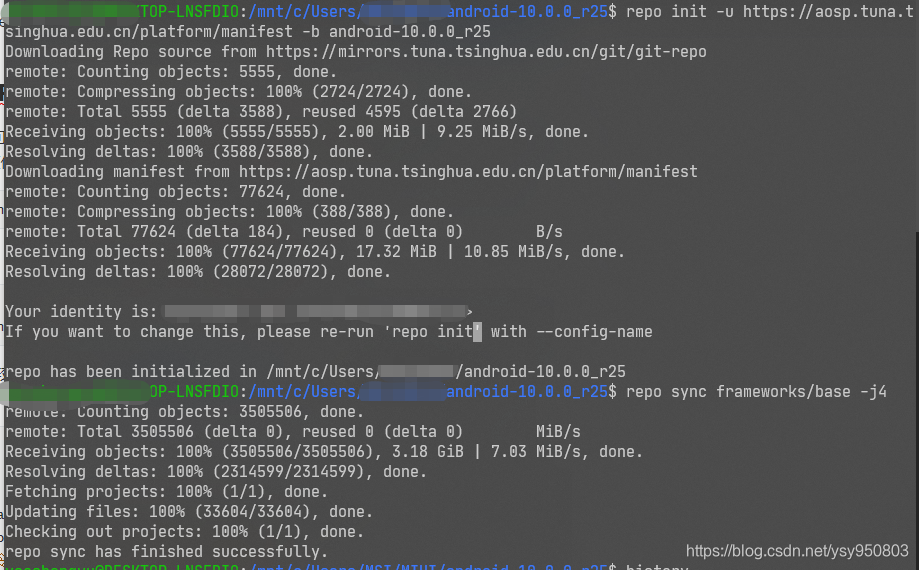 KTOP-LNSFDIO:/mnt/c/Users/ android-10.0.0_r25$ repo init -u https://aosp.tuna.t
singhua.edu.cn/platform/manifest -b android-10.0.0_r25
Downloading Repo source from https://mirrors.tuna.tsinghua.edu.cn/git/git-repo
remote: Counting objects: 5555, done.
remote: Compressing objects: 100% (2724/2724), done.
remote: Total 5555 (delta 3588), reused 4595 (delta 2766)
Receiving objects: 100% (5555/5555), 2.00 MiB | 9.25 MiB/s, done.
Resolving deltas: 100% (3588/3588), done.
Downloading manifest from https://aosp.tuna.tsinghua.edu.cn/platform/manifest
remote: Counting objects: 77624, done.
remote: Compressing objects: 100% (388/388), done.
remote: Total 77624 (delta 184), reused 0 (delta 0)        B/s
Receiving objects: 100% (77624/77624), 17.32 MiB | 10.85 MiB/s, done.
Resolving deltas: 100% (28072/28072), done.
Your identity is: >
If you want to change this, please re-run 'repo init' with --config-name
repo has been initialized in /mnt/c/Users/ /android-10.0.0_r25
OP-LNSFDIO:/mnt/c/Users/ android-10.0.0_r25$ repo sync frameworks/base -j4
remote: Counting objects: 3505506, done.
remote: Total 3505506 (delta 0), reused 0 (delta 0)        MiB/s
Receiving objects: 100% (3505506/3505506), 3.18 GiB | 7.03 MiB/s, done.
Resolving deltas: 100% (2314599/2314599), done.
Fetching projects: 100% (1/1), done.
Updating files: 100% (33604/33604), done.
Checking out projects: 100% (1/1), done.
repo sync has finished successfully.
https://blog.csdn.net/ysy950803